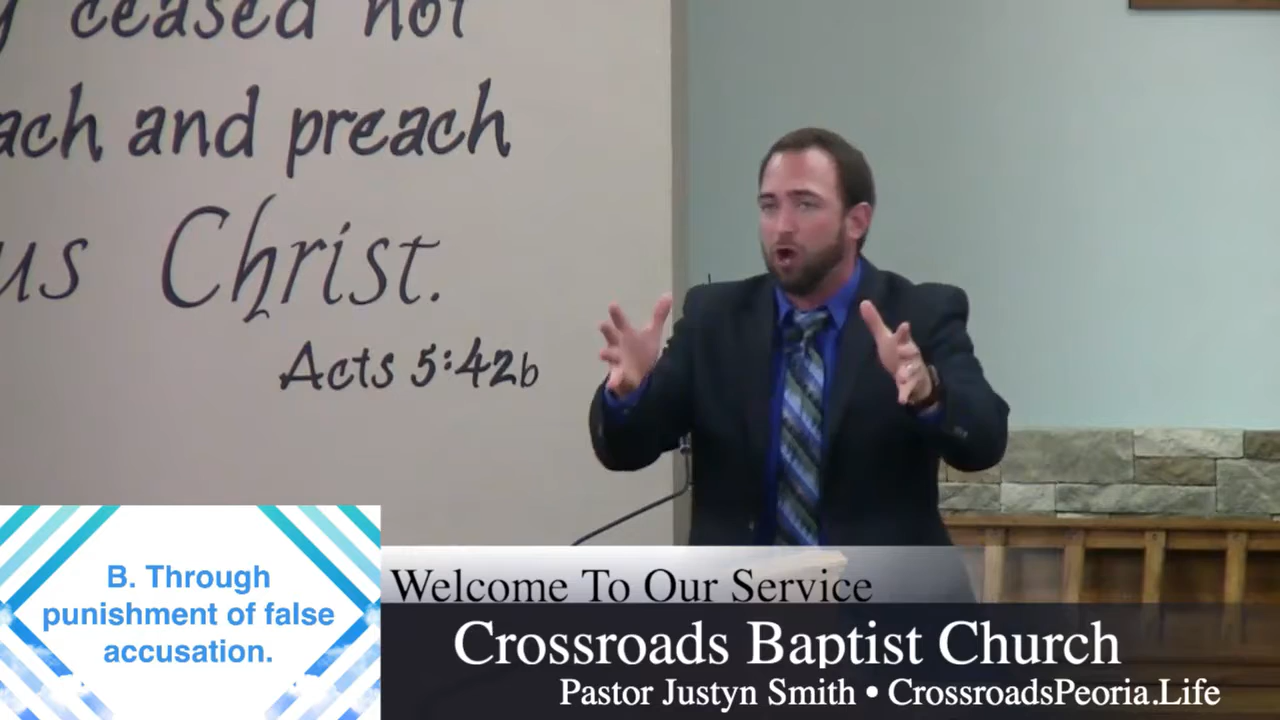 ceased not
ach and preach
us Christ.
Acts 5:42b
B. Through
punishment of false
accusation.
Welcome To Our Service
Crossroads Baptist Church
Pastor Justyn Smith • CrossroadsPeoria.Life